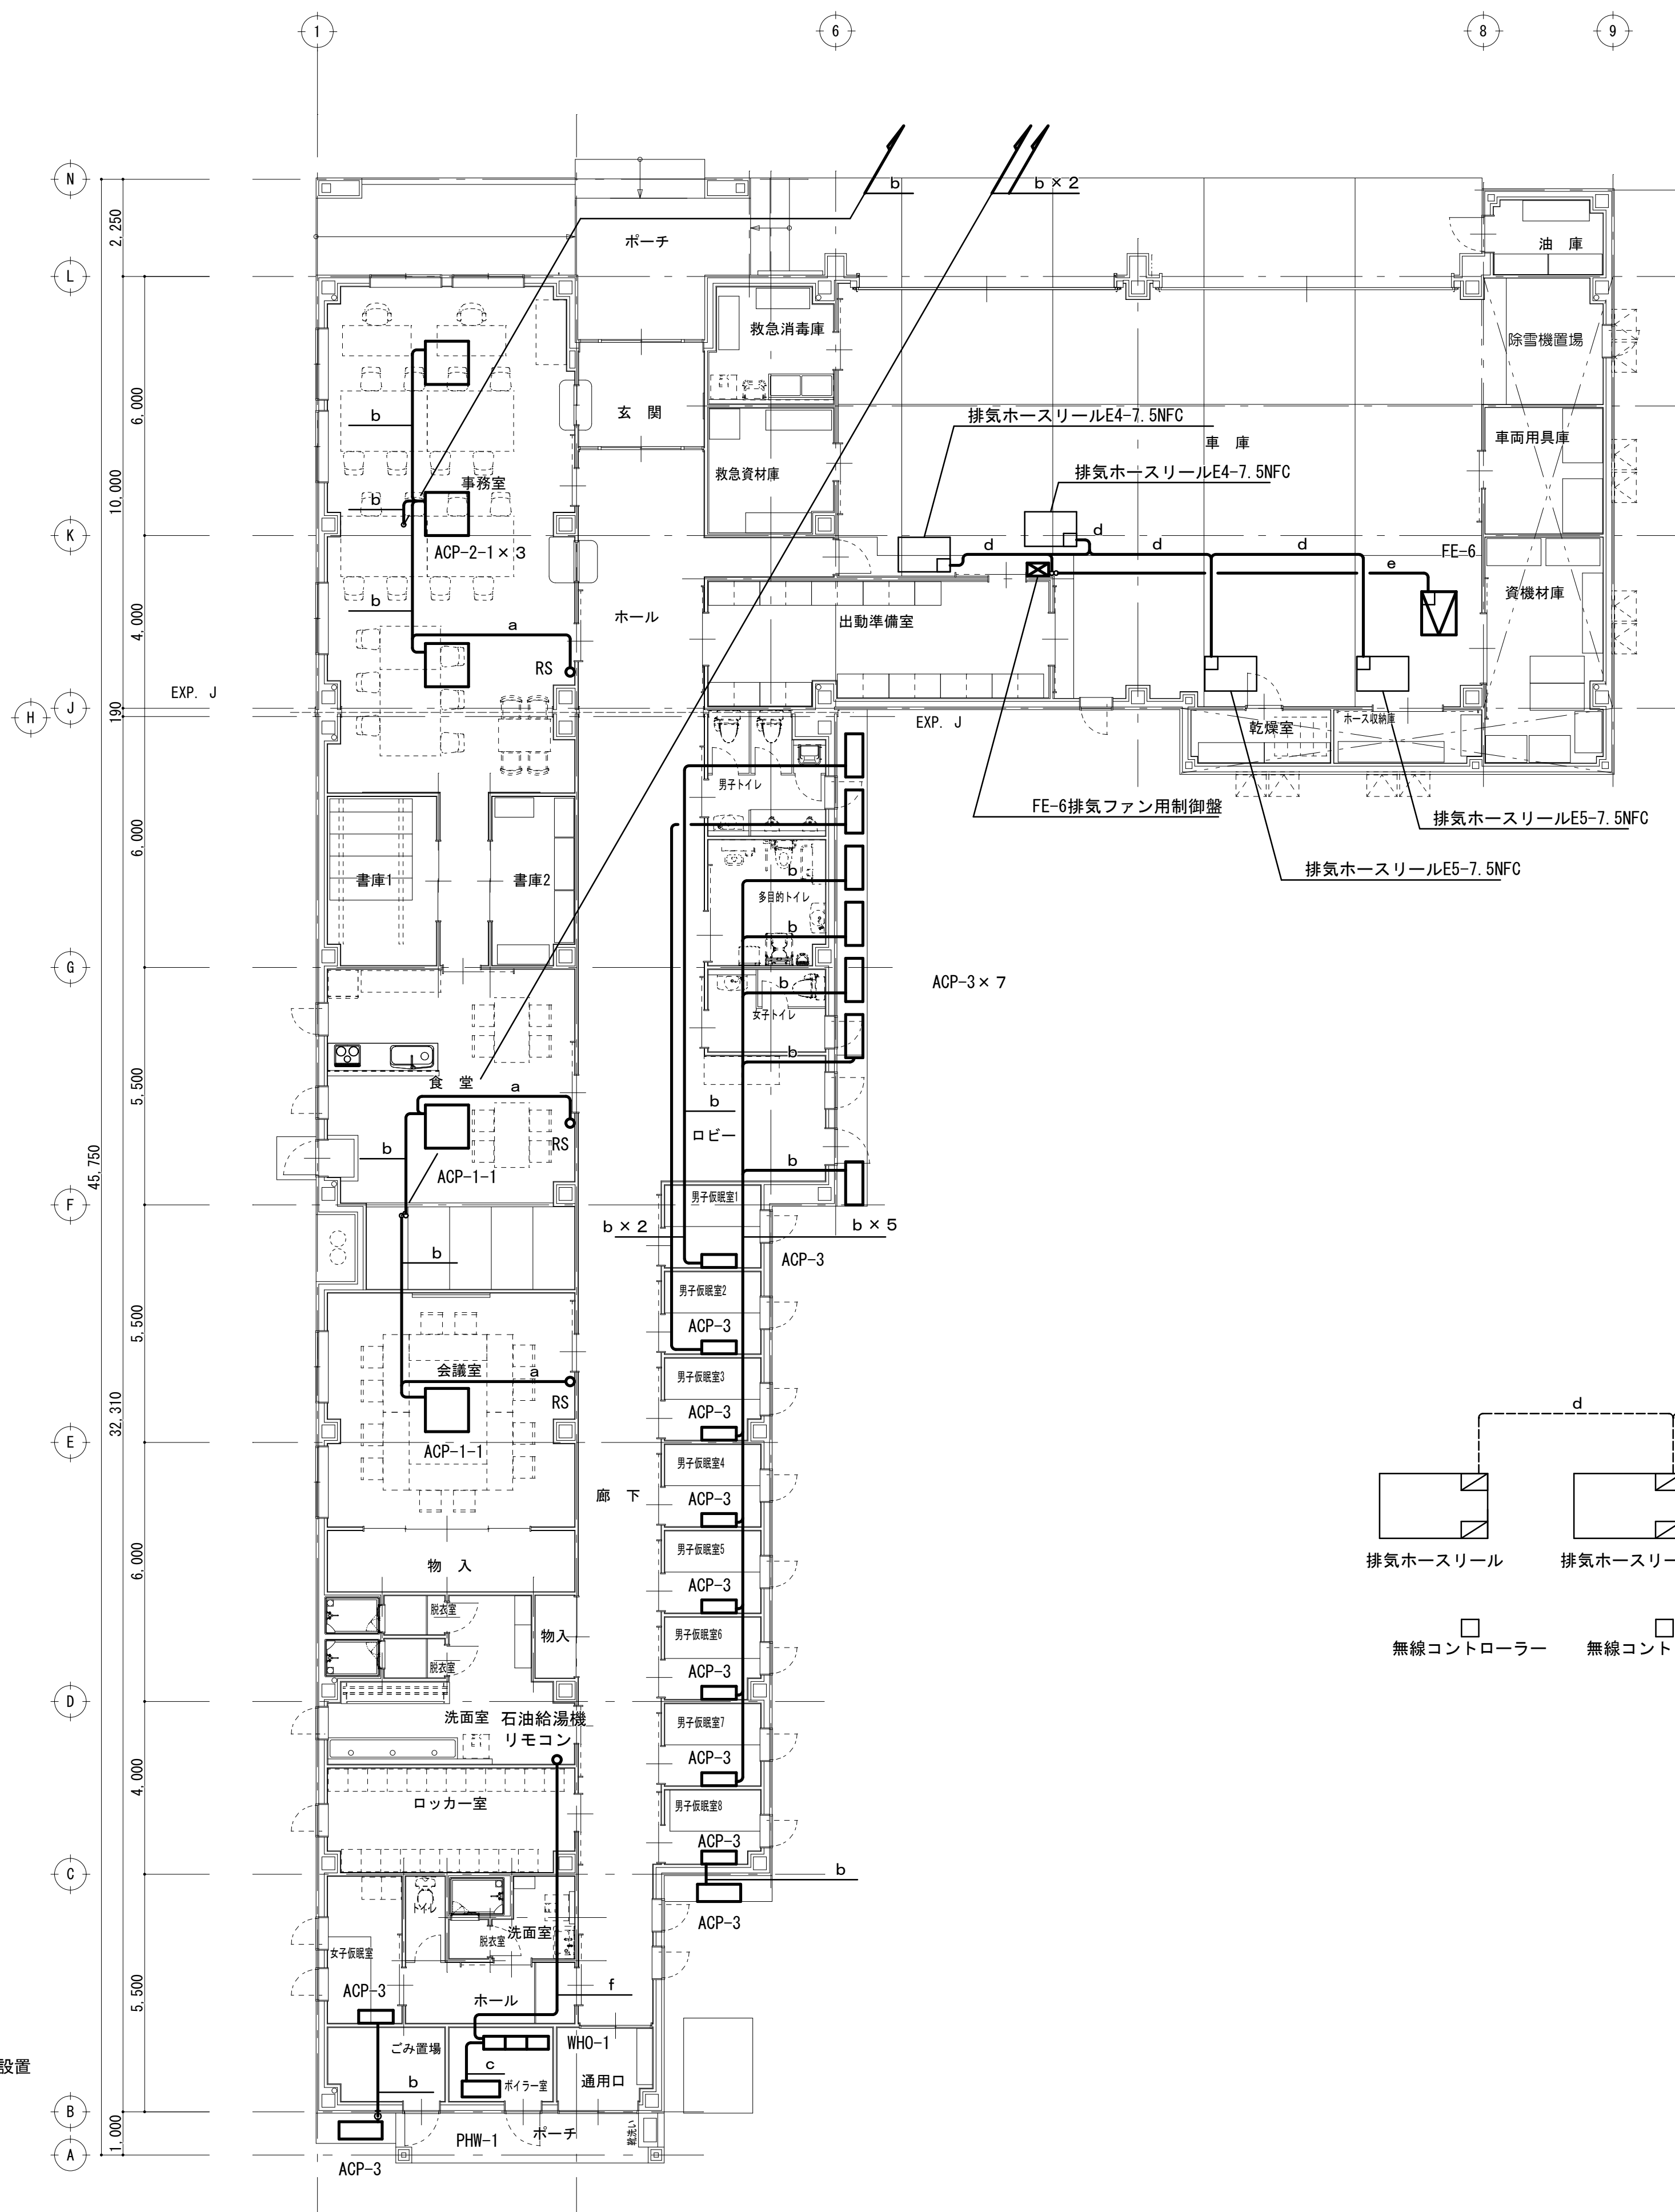 1
6
8
9
N
2,250
b
b×2
ポーチ
油　庫
L
救急消毒庫
除雪機置場
玄　関
6,000
排気ホースリールE4-7.5NFC
車　庫
車両用具庫
b
救急資材庫
排気ホースリールE4-7.5NFC
事務室
10,000
b
K
ACP-2-1×3
d
d
d
d
FE-6
e
資機材庫
b
a
ホール
出動準備室
4,000
RS
EXP. J
190
J
H
EXP. J
乾燥室
ホース収納庫
男子トイレ
FE-6排気ファン用制御盤
排気ホースリールE5-7.5NFC
6,000
書庫1
書庫2
b
多目的トイレ
排気ホースリールE5-7.5NFC
b
G
b
ACP-3×7
女子トイレ
b
5,500
食　堂
a
b
ロビー
45,750
b
RS
b
ACP-1-1
F
男子仮眠室1
b×2
b×5
b
ACP-3
男子仮眠室2
5,500
ACP-3
会議室
a
男子仮眠室3
32,310
RS
ACP-3
d
E
ACP-1-1
男子仮眠室4
廊　下
ACP-3
男子仮眠室5
6,000
物　入
排気ホースリール
排気ホースリー
ACP-3
脱衣室
男子仮眠室6
物入
無線コントローラー
無線コント
脱衣室
ACP-3
D
洗面室
石油給湯機
リモコン
男子仮眠室7
ACP-3
4,000
ロッカー室
男子仮眠室8
ACP-3
C
b
トイレ
ACP-3
洗面室
脱衣室
女子仮眠室
5,500
ACP-3
f
ホール
ごみ置場
WHO-1
設置
c
b
ボイラー室
通用口
B
1,000
PHW-1
ポーチ
靴洗い
A
ACP-3